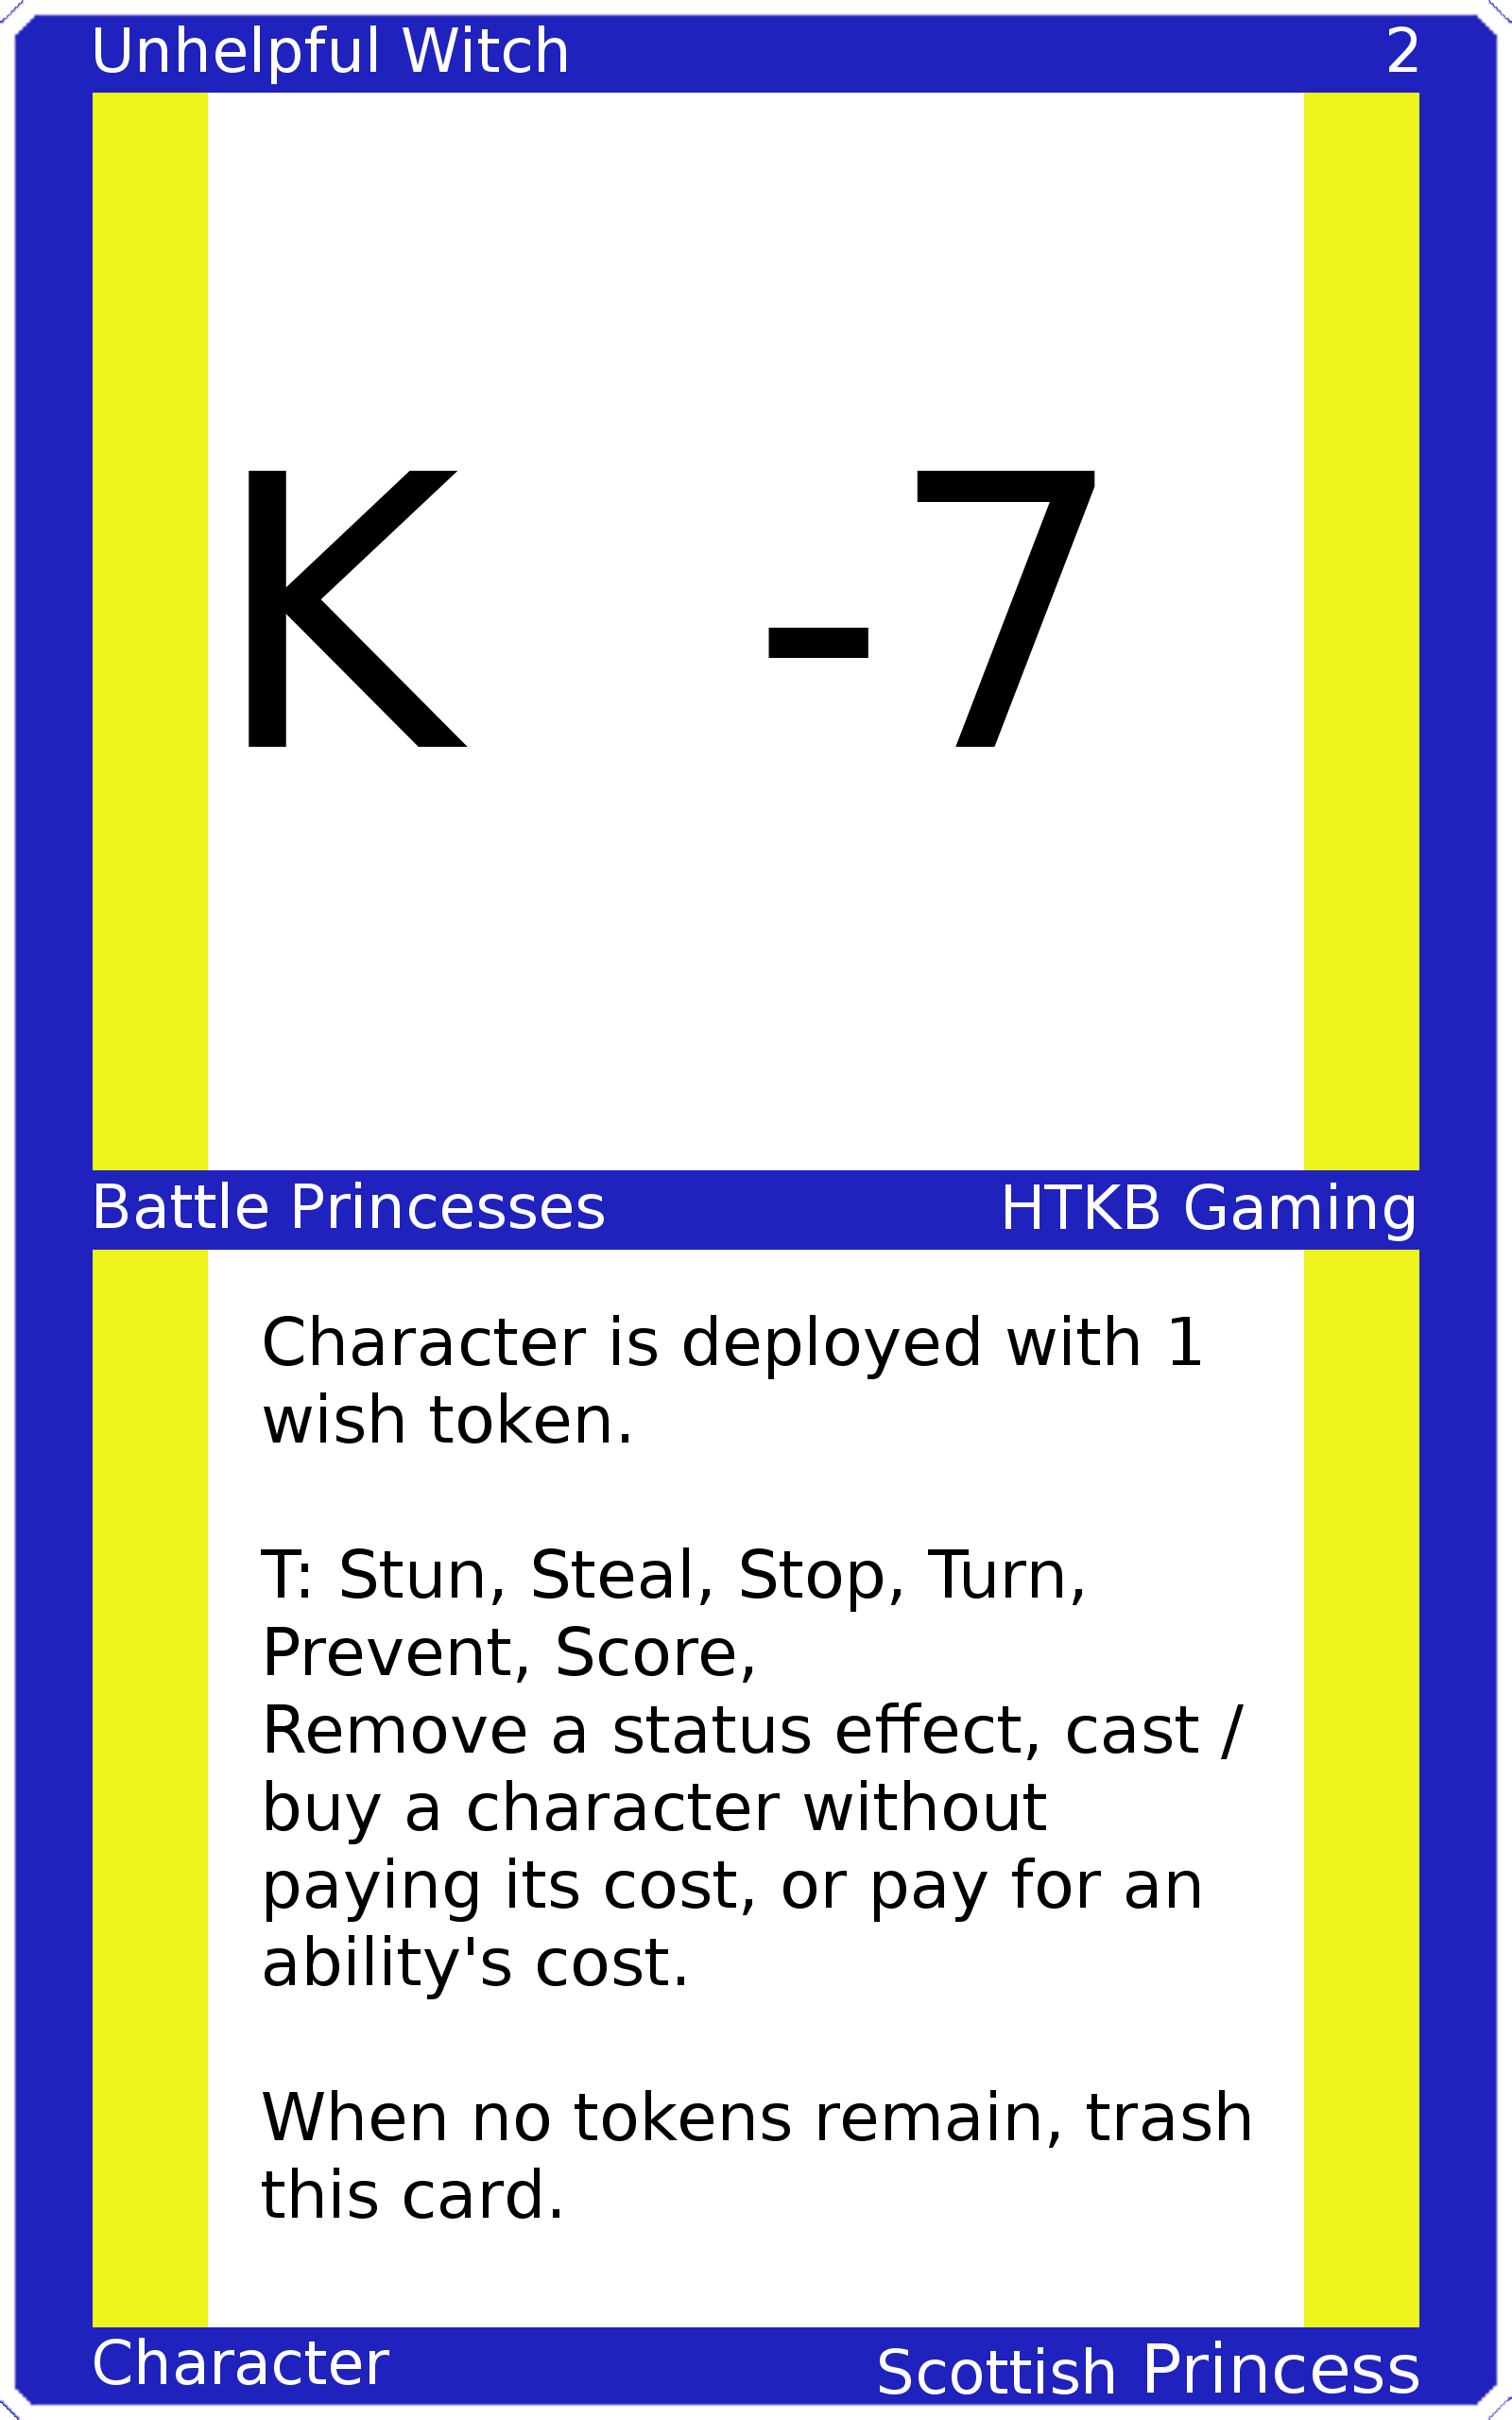 Unhelpful Witch 2
K -7
Battle Princesses HTKB Gaming
Character is deployed with 1
wish token.
T: Stun, Steal, Stop, Turn,
Prevent, Score,
Remove a status effect, cast /
buy a character without
paying its cost, or pay for an
ability's cost.
When no tokens remain, trash
this card.
Character Scottish Princess